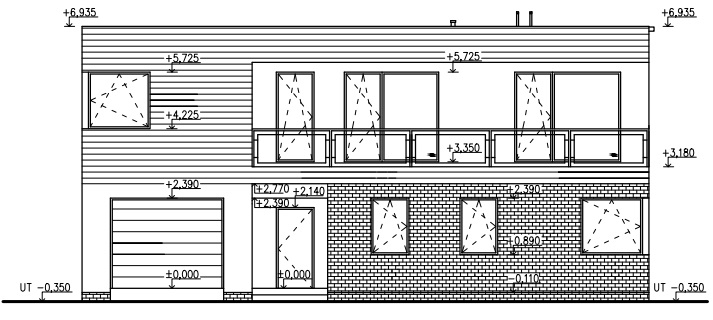 +6,935 +6,935
+5,725 +5,725
+4,225
+3,350 +3,180
+2,390 +2,770 +2,140 +2,390
+2,390
+0,890
±0,000 ±0,000 -0,110
UT -0,350 UT -0,350